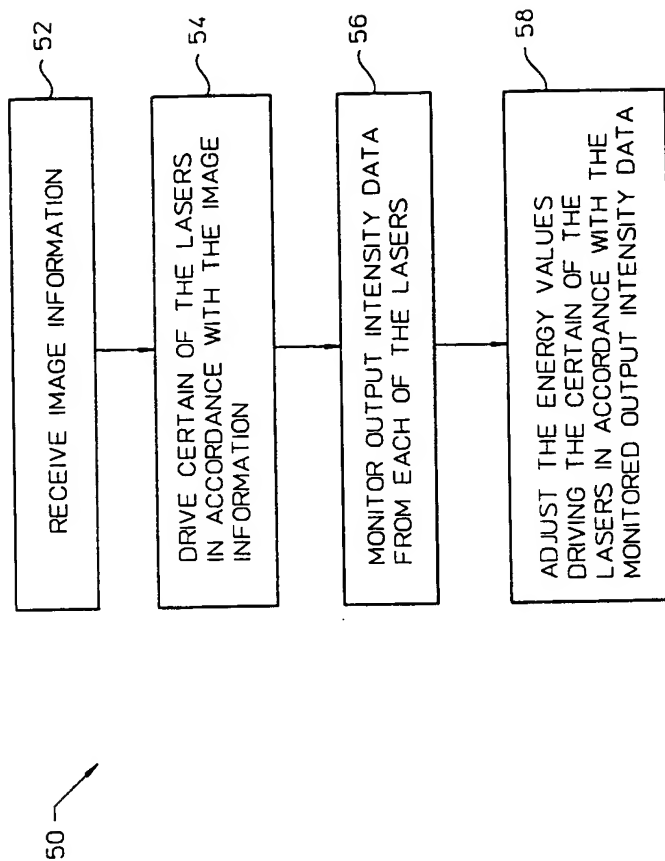 50
52
RECEIVE IMAGE INFORMATION
54
DRIVE CERTAIN OF THE LASERS
IN ACCORDANCE WITH THE IMAGE
INFORMATION
56
MONITOR OUTPUT INTENSITY DATA
FROM EACH OF THE LASERS
58
ADJUST THE ENERGY VALUES
DRIVING THE CERTAIN OF THE
LASERS IN ACCORDANCE WITH THE
MONITORED OUTPUT INTENSITY DATA